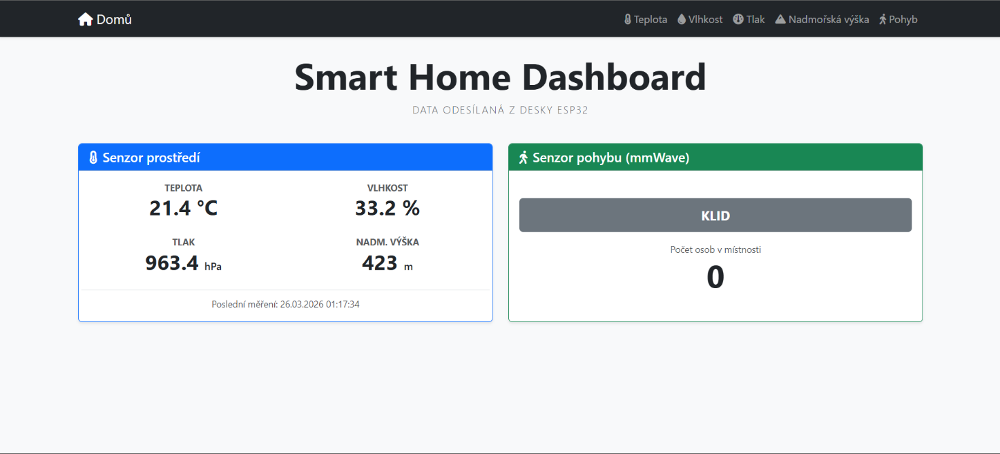 Domů
Teplota Vlhkost Tlak Nadmořská výška Pohyb
Smart Home Dashboard
DATA ODESÍLANÁ Z DESKY ESP32
Senzor prostředí
TEPLOTA VLHKOST
21.4 °C 33.2 %
TLAK NADM. VÝŠKA
963.4 hPa 423 m
Poslední měření: 26.03.2026 01:17:34
Senzor pohybu (mmWave)
KLID
Počet osob v místnosti
0